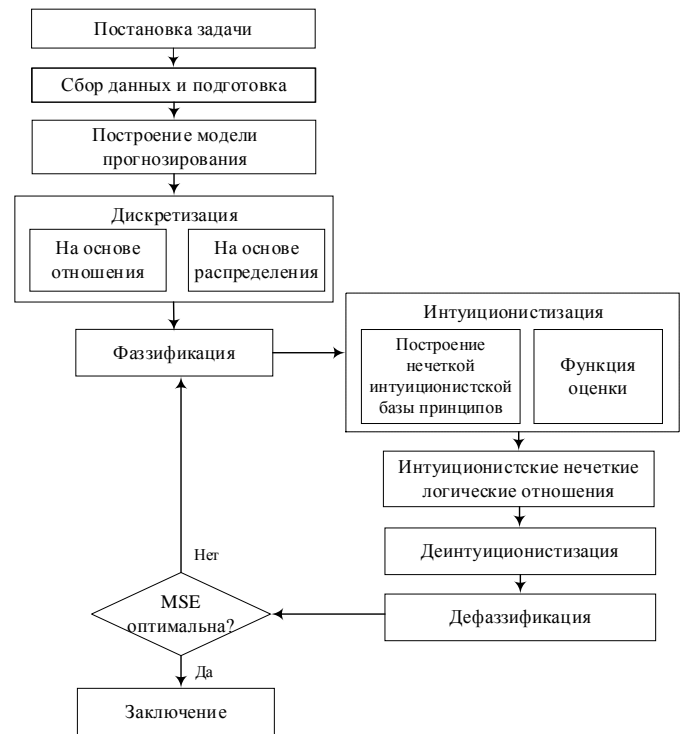 Постановка задачи
Сбор данных и подготовка
Построение модели
прогнозирования
Дискретизация
На основе
отношения
На основе
распределения
Фаззификация
Интуиционистизация
Построение
нечеткой
интуиционистской
базы принципов
Функция
оценки
Интуиционистские нечеткие
логические отношения
Деинтуиционистизация
Дефаззификация
MSE
оптимальна?
Нет
Да
Заключение